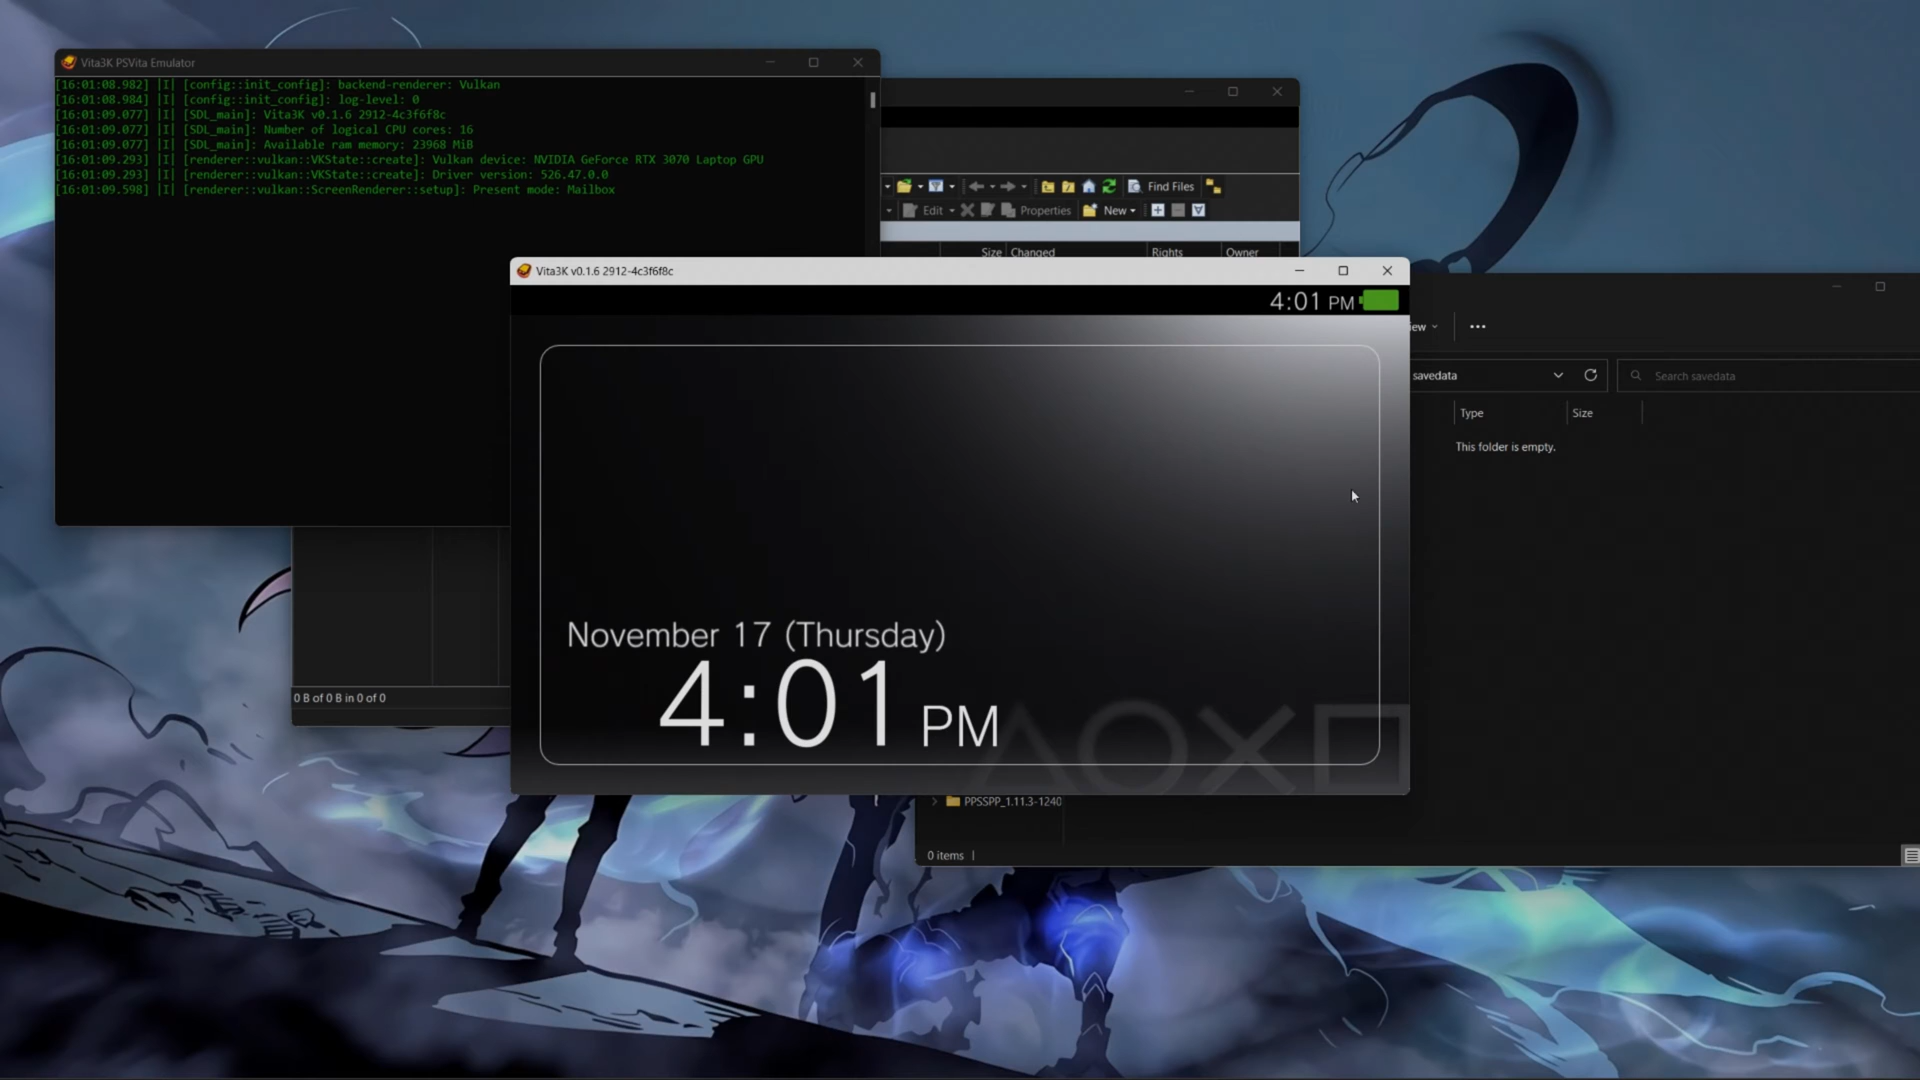 Vita3K PSVita Emulator
[16:01:08.982] |I| [config::init_config]: backend-renderer: Vulkan
[16:01:08.984] |I| [config::init_config]: log-level: 0
[16:01:09.077] |I| [SDL_main]: Vita3K v0.1.6 2912-4c3f6f8c
[16:01:09.077] |I| [SDL_main]: Number of logical CPU cores: 16
[16:01:09.077] |I| [SDL_main]: Available ram memory: 23968 MiB
[16:01:09.293] |I| [renderer::vulkan::VKState::create]: Vulkan device: NVIDIA GeForce RTX 3070 Laptop GPU
[16:01:09.293] |I| [renderer::vulkan::VKState::create]: Driver version: 526.47.0.0
[16:01:09.598] |I| [renderer::vulkan::ScreenRenderer::setup]: Present mode: Mailbox
Find Files
Edit Properties New
Size Changed Rights Owner
Vita3K v0.1.6 2912-4c3f6f8c
4:01 PM
November 17 (Thursday)
4:01 PM
0 B of 0 B in 0 of 0
ew
savedata
Search savedata
Type Size
This folder is empty.
PPSSPP_1.11.3-1240
0 items